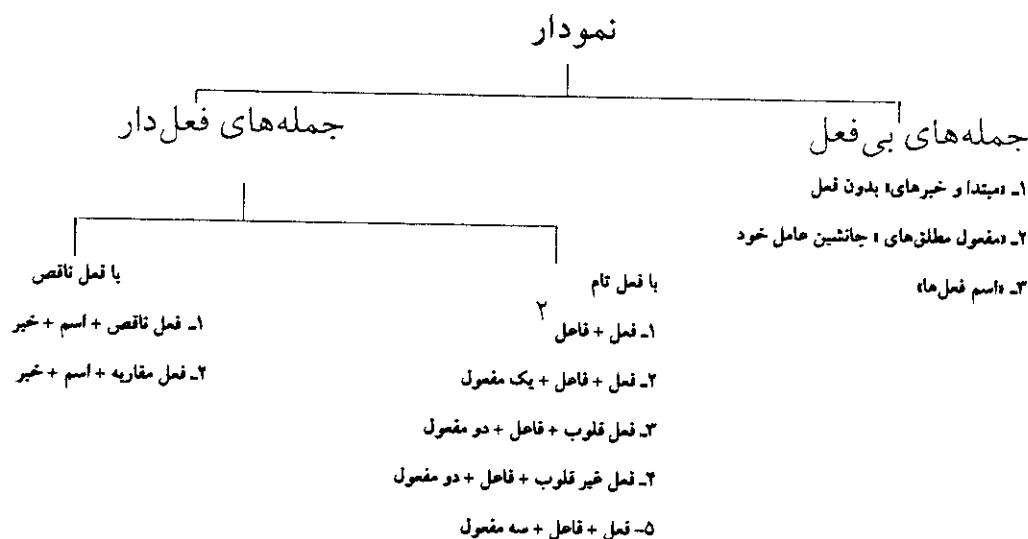 نمودار
جمله‌های بی‌فعل
۱ـ «مبتدا و خبرهای» بدون فعل
۲ـ «مفعول مطلق‌های» جانشین عامل خود
۳ـ «اسم فعل‌ها»
جمله‌های فعل‌دار
با فعل تام
۱ـ فعل + فاعل ۲
۲ـ فعل + فاعل + یک مفعول
۳ـ فعل قلوب + فاعل + دو مفعول
۴ـ فعل غیر قلوب + فاعل + دو مفعول
۵- فعل + فاعل + سه مفعول
با فعل ناقص
۱ـ فعل ناقص + اسم + خبر
۲ـ فعل مقاربه + اسم + خبر